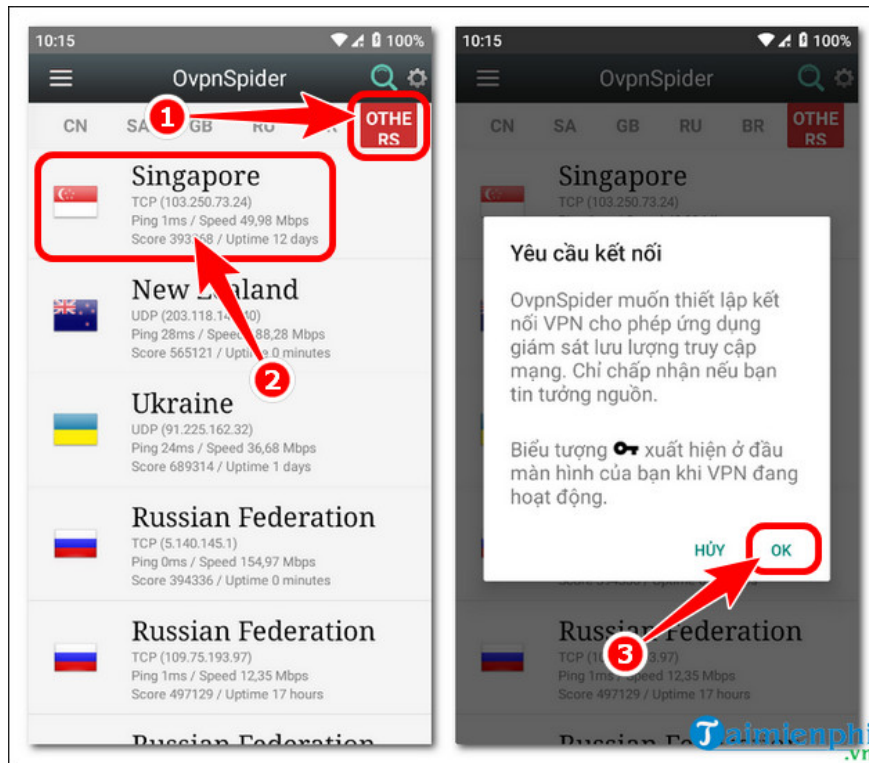 10:15
100%
OvpnSpider
CN
SA
GB
RU
OTHE
RS
1
Singapore
TCP (103.250.73.24)
Ping 1ms / Speed 49,98 Mbps
Score 393368 / Uptime 12 days
New Zealand
UDP (203.118.1 40)
Ping 28ms / Speed 88,28 Mbps
Score 565121 / Uptime 0 minutes
2
Ukraine
UDP (91.225.162.32)
Ping 24ms / Speed 36,68 Mbps
Score 689314 / Uptime 1 days
Russian Federation
TCP (5.140.145.1)
Ping 0ms / Speed 154,97 Mbps
Score 394336 / Uptime 0 minutes
Russian Federation
TCP (109.75.193.97)
Ping 1ms / Speed 12,35 Mbps
Score 497129 / Uptime 17 hours
Russian Federation
10:15
100%
OvpnSpider
CN
SA
GB
RU
BR
OTHE
RS
Singapore
TCP (103.250.73.24)
Yêu cầu kết nối
OvpnSpider muốn thiết lập kết
nối VPN cho phép ứng dụng
giám sát lưu lượng truy cập
mạng. Chỉ chấp nhận nếu bạn
tin tưởng nguồn.
Biểu tượng xuất hiện ở đầu
màn hình của bạn khi VPN đang
hoạt động.
HỦY
OK
3
Russian Federation
Ping 1ms / Speed 12,35 Mbps
Score 497129 / Uptime 17 hours
Taimienphi
.vn